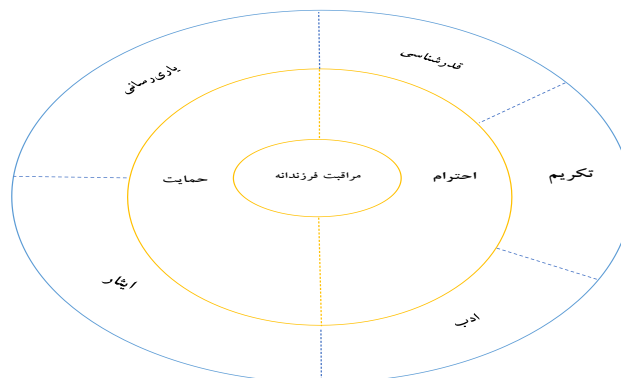 قدرشناسی
یاری‌رسانی
تکریم
احترام
مراقبت فرزندانه
حمایت
ایثار
ادب